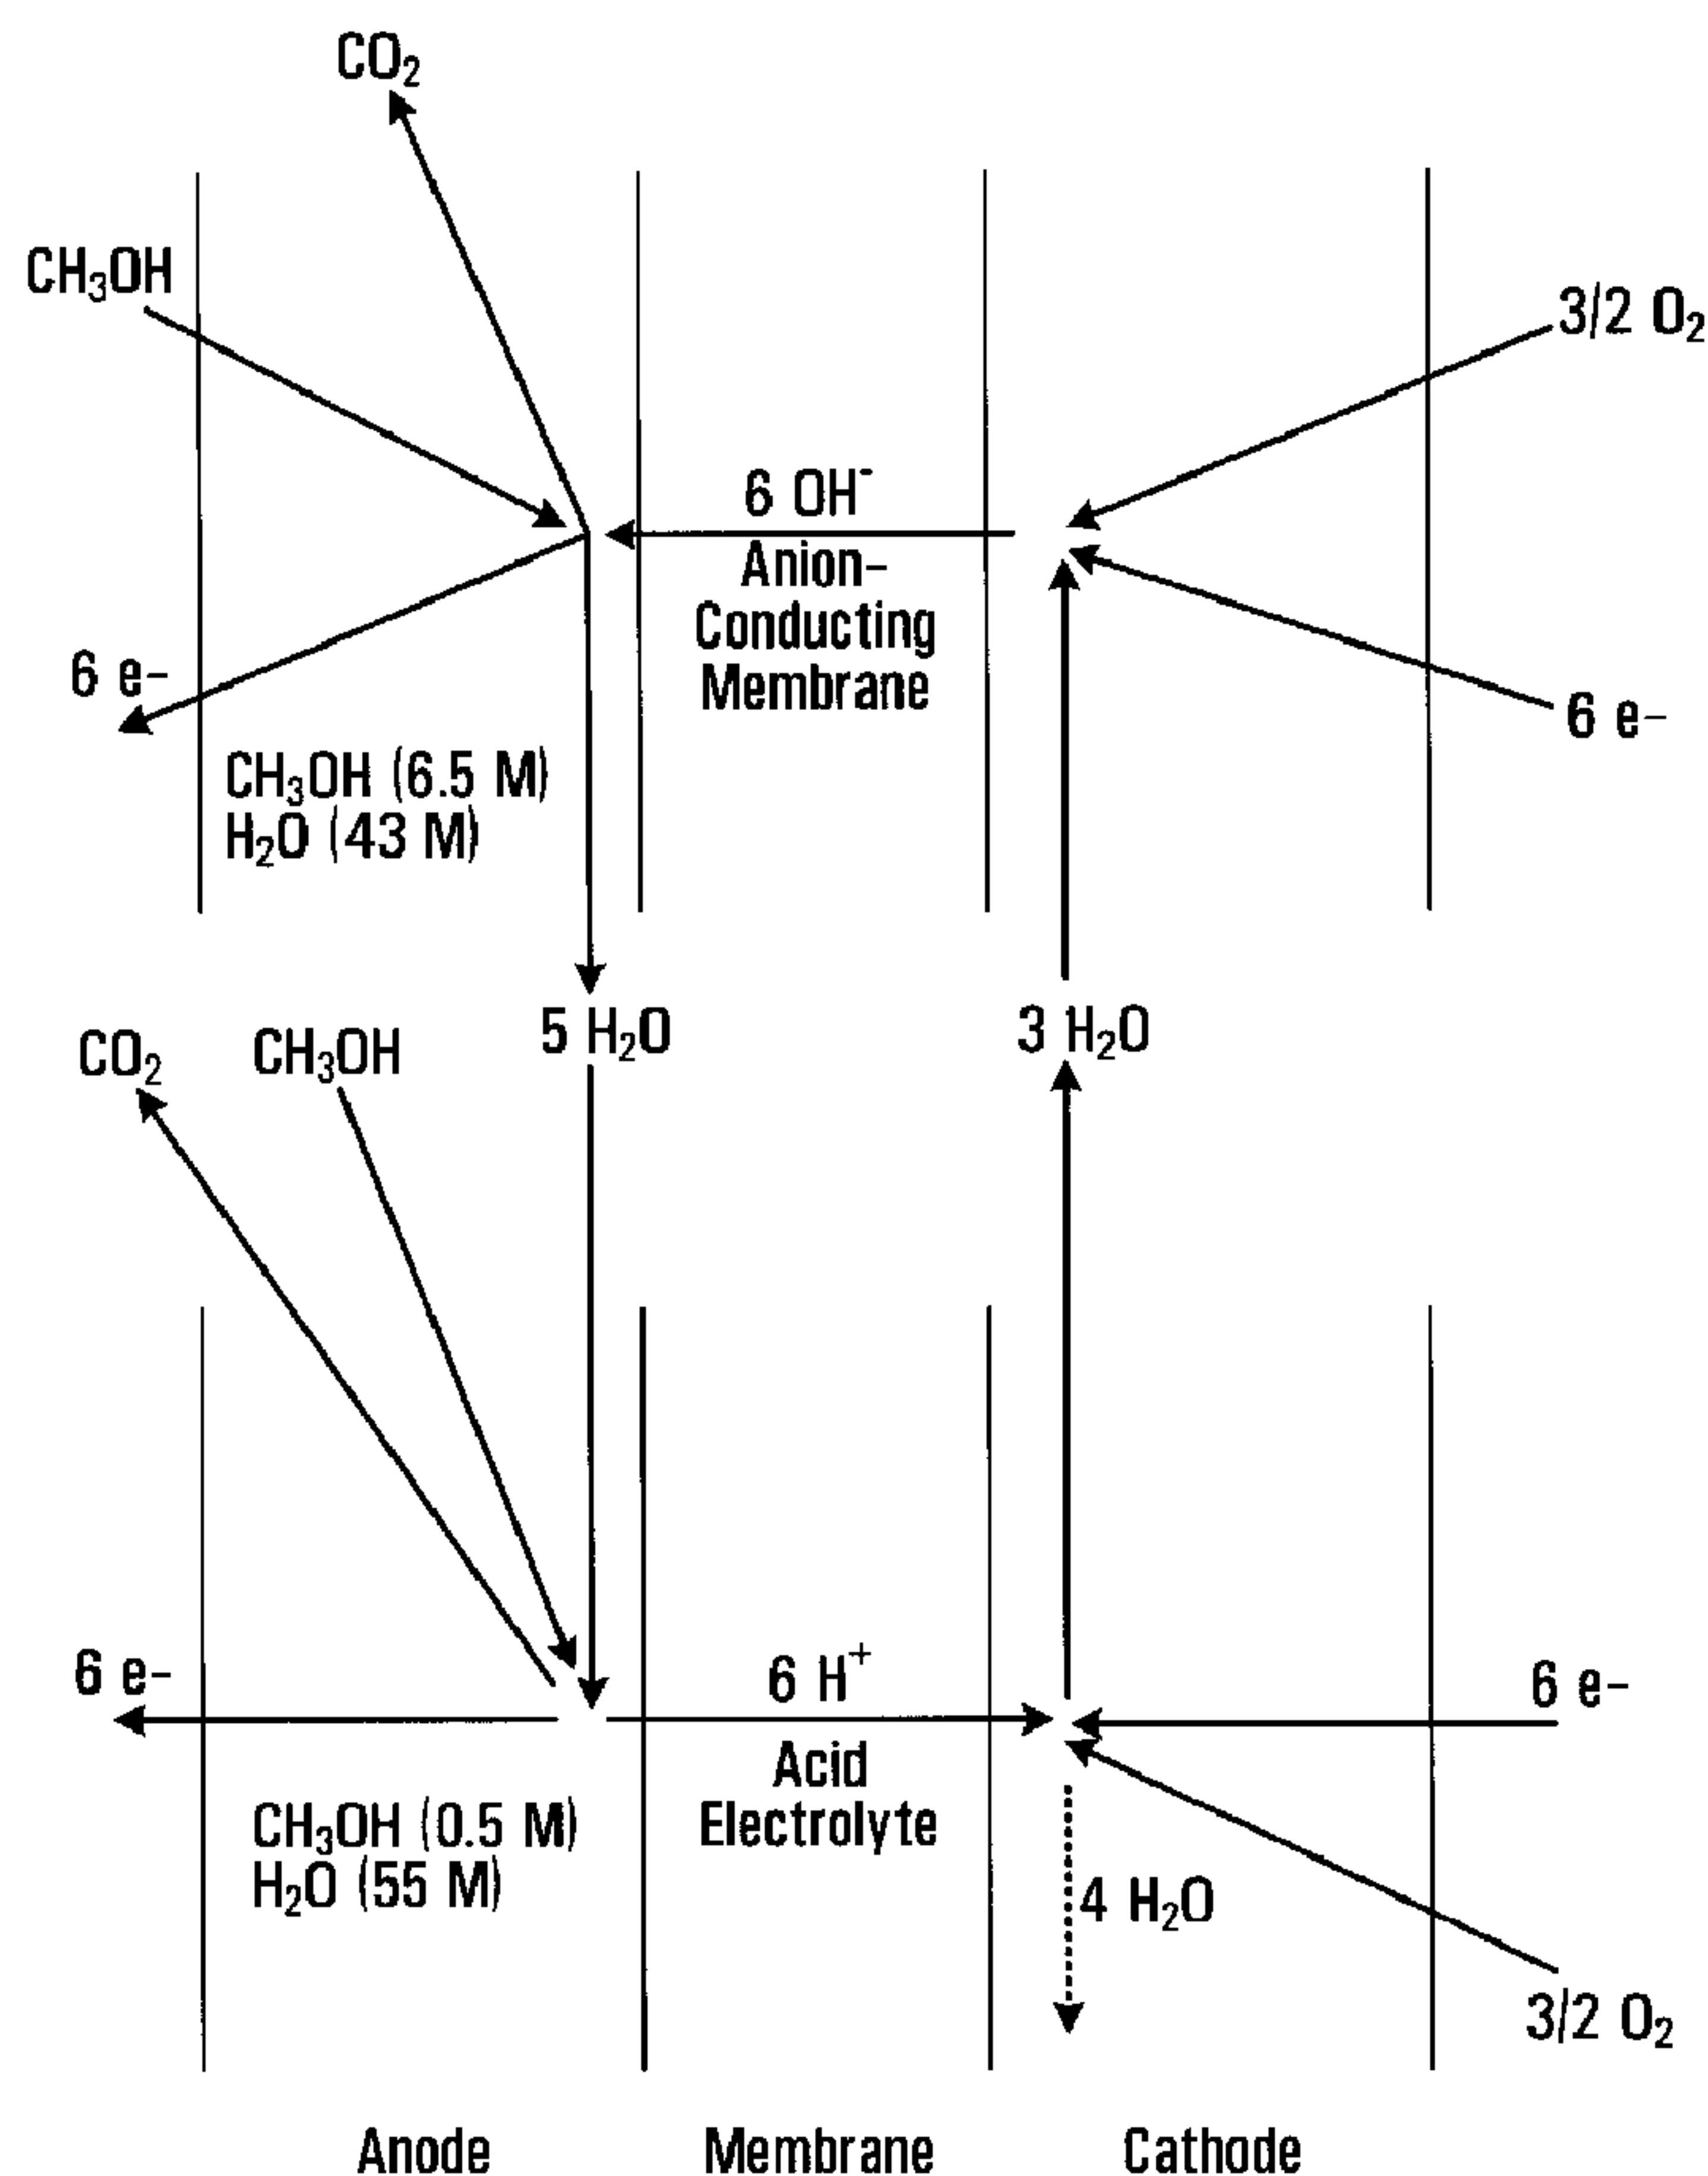 CO₂
CH₃OH
3/2 O₂
6 OH⁻
Anion-
Conducting
Membrane
6 e-
6 e-
CH₃OH (6.5 M)
H₂O (43 M)
5 H₂O
3 H₂O
CO₂
CH₃OH
6 e-
6 H⁺
6 e-
Acid
Electrolyte
CH₃OH (0.5 M)
H₂O (55 M)
4 H₂O
3/2 O₂
Anode
Membrane
Cathode